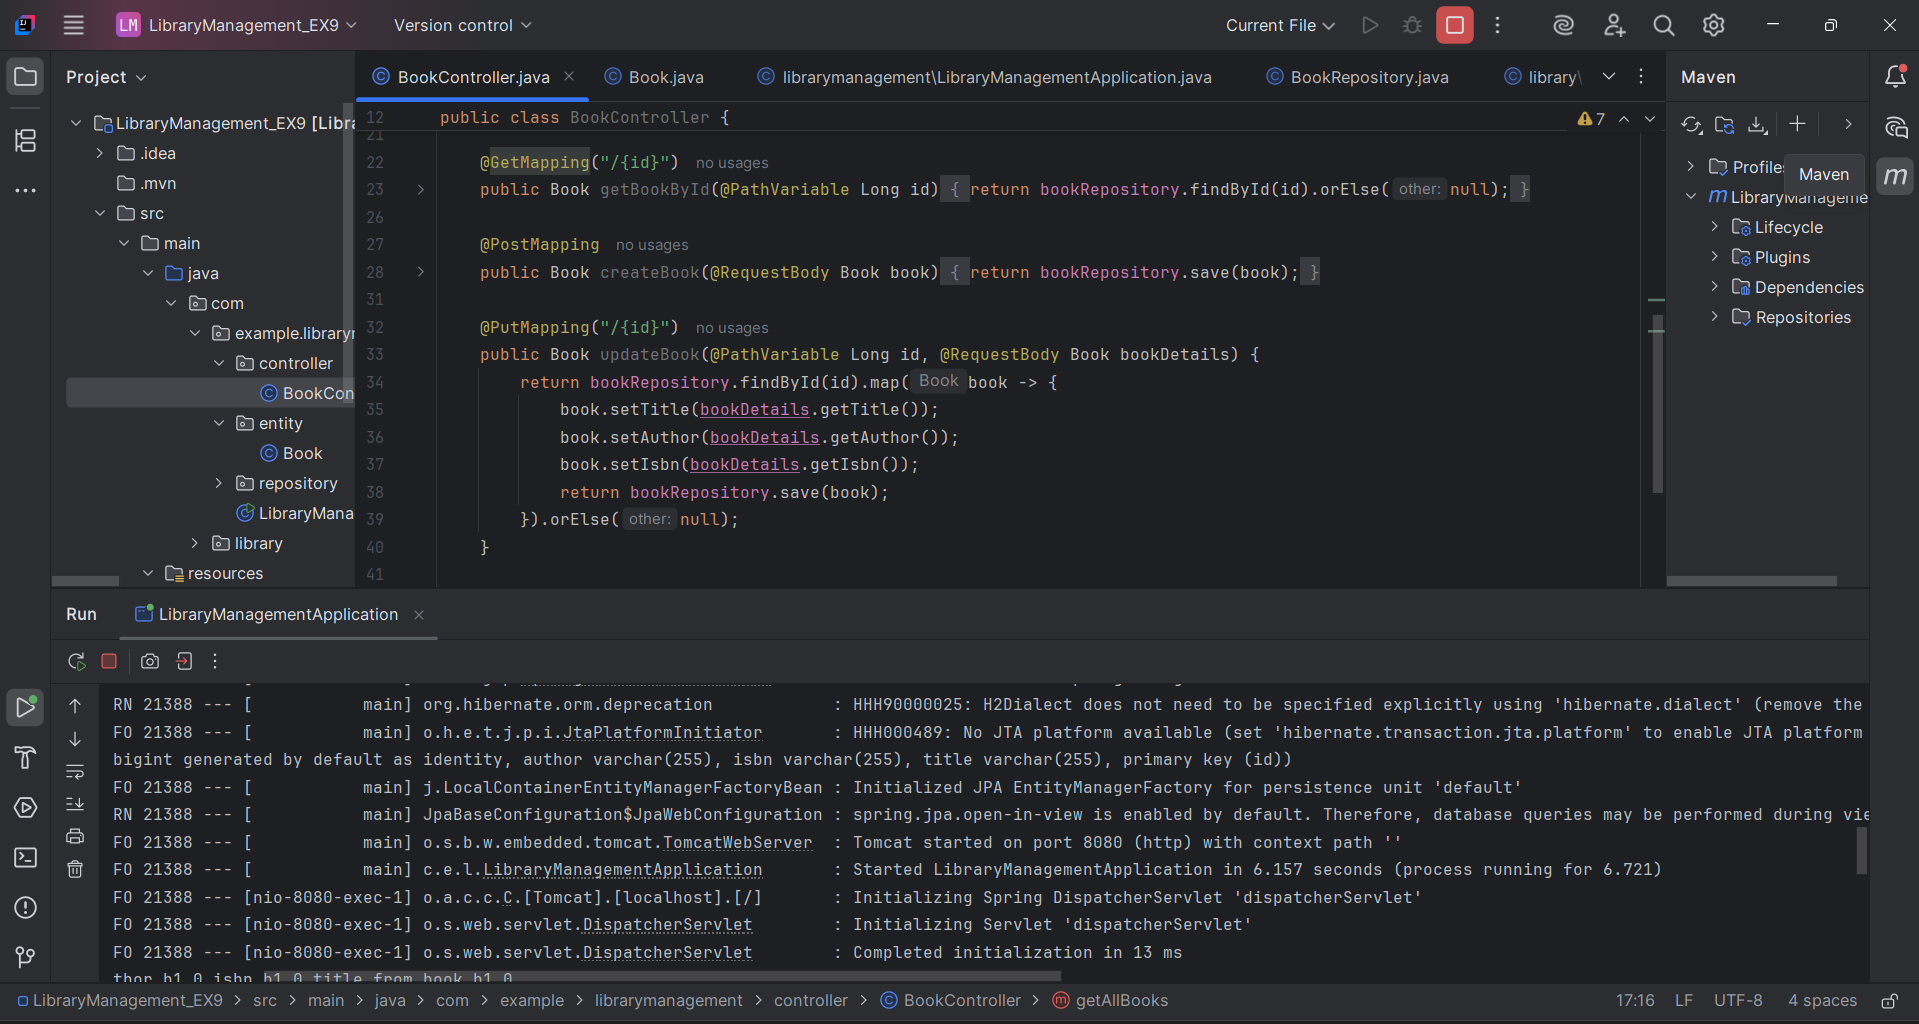 LM LibraryManagement_EX9 Version control Current File
Project
BookController.java Book.java librarymanagement\LibraryManagementApplication.java BookRepository.java library\
Maven
LibraryManagement_EX9 [Libra
.idea
.mvn
src
main
java
com
example.library
controller
BookCon
entity
Book
repository
LibraryMana
library
resources
12 public class BookController {
7
21
22 @GetMapping("/{id}") no usages
23 public Book getBookById(@PathVariable Long id) { return bookRepository.findById(id).orElse( other: null); }
26
27 @PostMapping no usages
28 public Book createBook(@RequestBody Book book) { return bookRepository.save(book); }
31
32 @PutMapping("/{id}") no usages
33 public Book updateBook(@PathVariable Long id, @RequestBody Book bookDetails) {
34 return bookRepository.findById(id).map( Book book -> {
35 book.setTitle(bookDetails.getTitle());
36 book.setAuthor(bookDetails.getAuthor());
37 book.setIsbn(bookDetails.getIsbn());
38 return bookRepository.save(book);
39 }).orElse( other: null);
40 }
41
Profiles
Maven
LibraryManageme
Lifecycle
Plugins
Dependencies
Repositories
m
Run LibraryManagementApplication
RN 21388 --- [ main] org.hibernate.orm.deprecation : HHH90000025: H2Dialect does not need to be specified explicitly using 'hibernate.dialect' (remove the
FO 21388 --- [ main] o.h.e.t.j.p.i.JtaPlatformInitiator : HHH000489: No JTA platform available (set 'hibernate.transaction.jta.platform' to enable JTA platform
bigint generated by default as identity, author varchar(255), isbn varchar(255), title varchar(255), primary key (id))
FO 21388 --- [ main] j.LocalContainerEntityManagerFactoryBean : Initialized JPA EntityManagerFactory for persistence unit 'default'
RN 21388 --- [ main] JpaBaseConfiguration$JpaWebConfiguration : spring.jpa.open-in-view is enabled by default. Therefore, database queries may be performed during vie
FO 21388 --- [ main] o.s.b.w.embedded.tomcat.TomcatWebServer : Tomcat started on port 8080 (http) with context path ''
FO 21388 --- [ main] c.e.l.LibraryManagementApplication : Started LibraryManagementApplication in 6.157 seconds (process running for 6.721)
FO 21388 --- [nio-8080-exec-1] o.a.c.c.C.[Tomcat].[localhost].[/] : Initializing Spring DispatcherServlet 'dispatcherServlet'
FO 21388 --- [nio-8080-exec-1] o.s.web.servlet.DispatcherServlet : Initializing Servlet 'dispatcherServlet'
FO 21388 --- [nio-8080-exec-1] o.s.web.servlet.DispatcherServlet : Completed initialization in 13 ms
thor,b1_0.isbn,b1_0.title from book b1_0
LibraryManagement_EX9 > src > main > java > com > example > librarymanagement > controller > BookController > getAllBooks 17:16 LF UTF-8 4 spaces